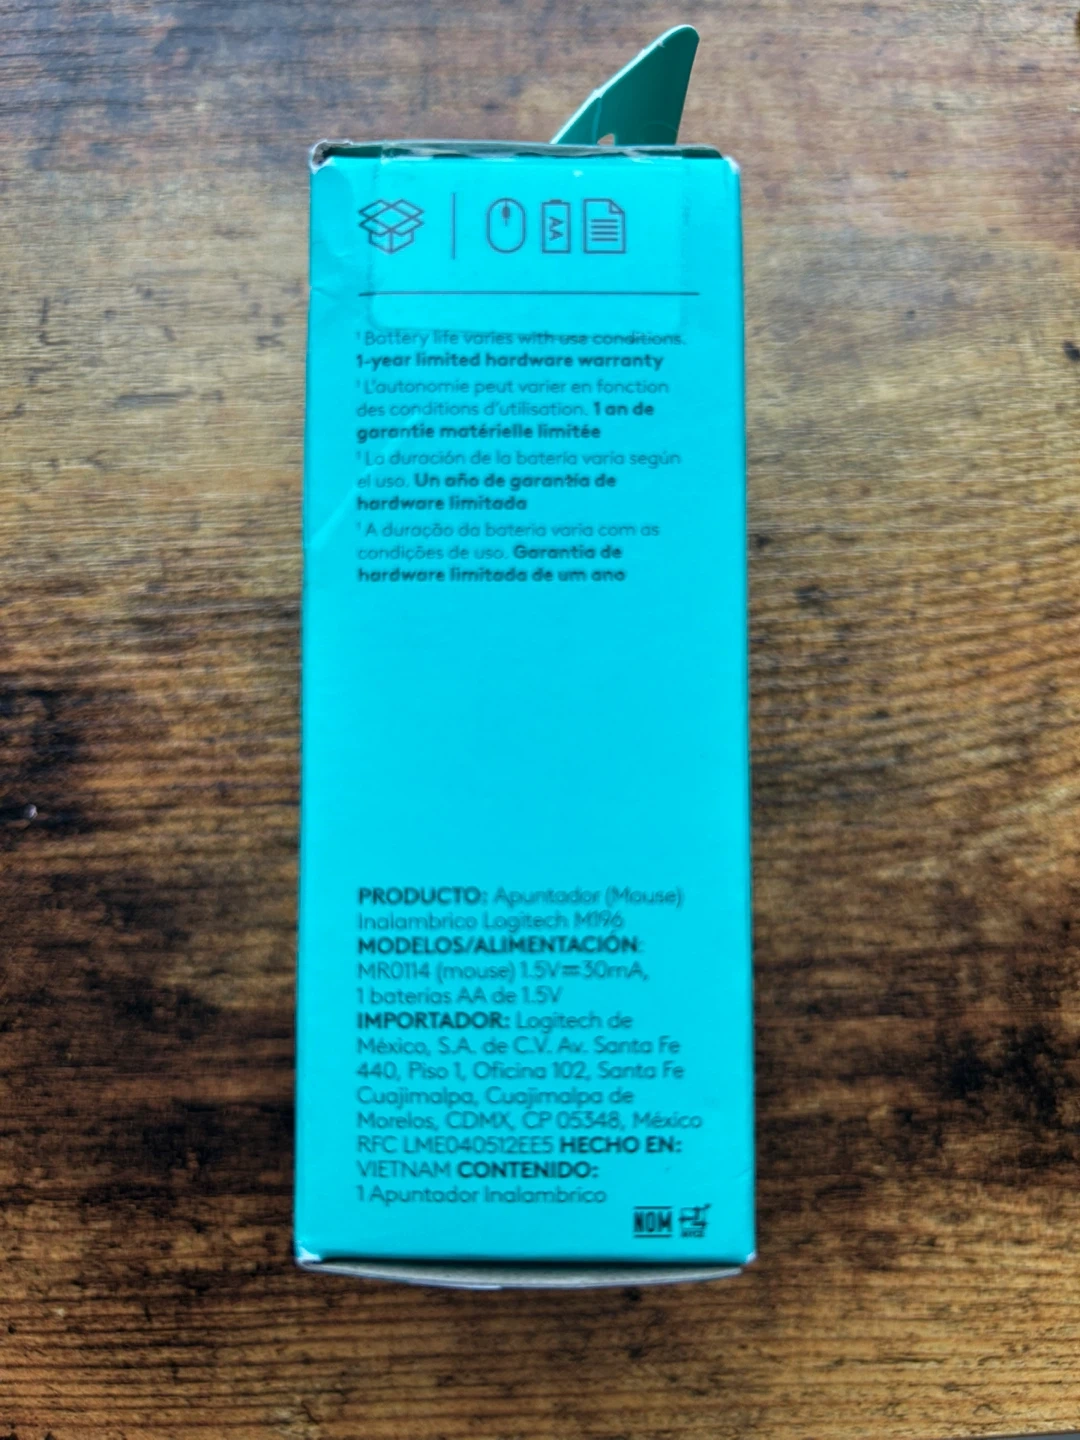 AA
¹ Battery life varies with use conditions.
1-year limited hardware warranty
¹ L'autonomie peut varier en fonction
des conditions d'utilisation. 1 an de
garantie matérielle limitée
¹ La duración de la batería varía según
el uso. Un año de garantía de
hardware limitada
¹ A duração da bateria varia com as
condições de uso. Garantia de
hardware limitada de um ano
PRODUCTO: Apuntador (Mouse)
Inalambrico Logitech M196
MODELOS/ALIMENTACIÓN:
MR0114 (mouse) 1.5V⎓30mA,
1 baterias AA de 1.5V
IMPORTADOR: Logitech de
México, S.A. de C.V. Av. Santa Fe
440, Piso 1, Oficina 102, Santa Fe
Cuajimalpa, Cuajimalpa de
Morelos, CDMX, CP 05348, México
RFC LME040512EE5 HECHO EN:
VIETNAM CONTENIDO:
1 Apuntador Inalambrico
NOM